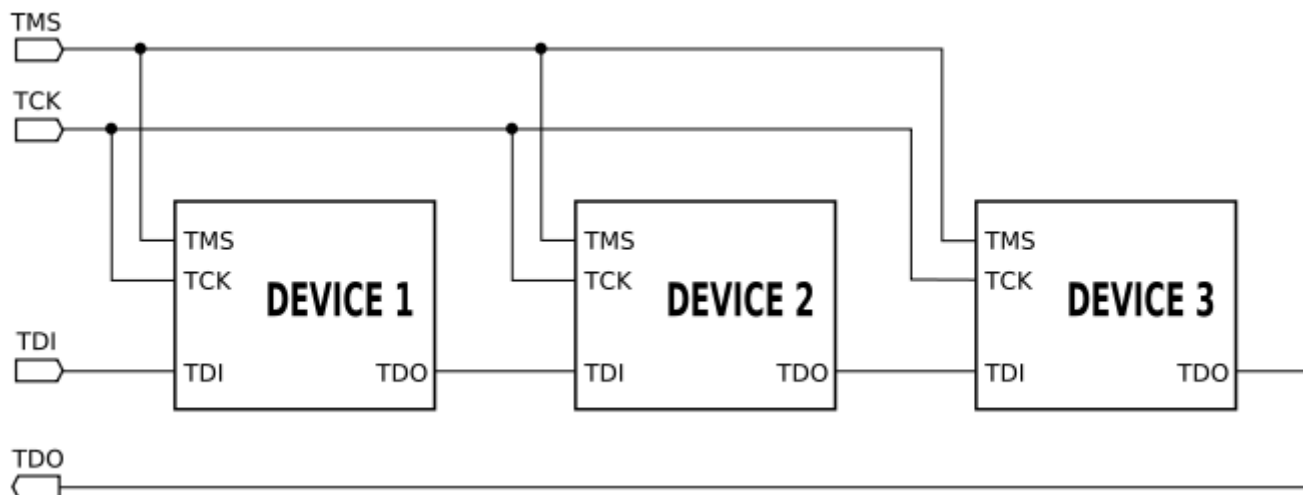 TMS
TCK
TMS
TCK
DEVICE 1
TDI
TDO
TMS
TCK
DEVICE 2
TDI
TDO
TMS
TCK
DEVICE 3
TDI
TDO
TDI
TDO